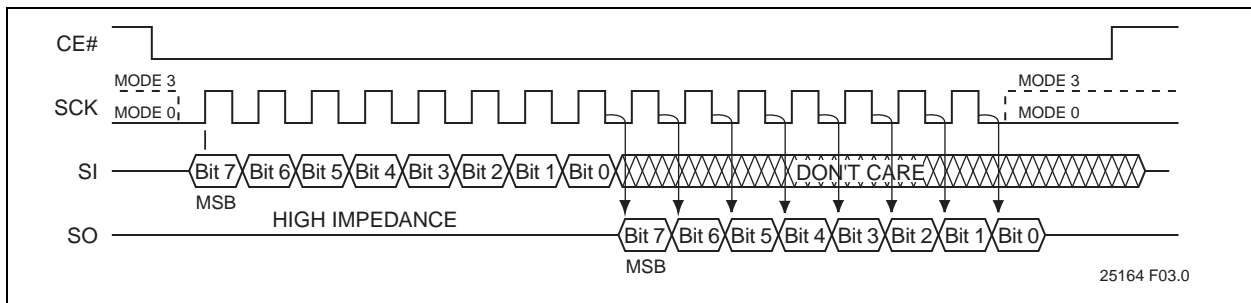 CE#
MODE 3
MODE 3
SCK
MODE 0
MODE 0
SI
Bit 7 Bit 6 Bit 5 Bit 4 Bit 3 Bit 2 Bit 1 Bit 0 DON'T CARE
MSB
HIGH IMPEDANCE
SO
Bit 7 Bit 6 Bit 5 Bit 4 Bit 3 Bit 2 Bit 1 Bit 0
MSB
25164 F03.0